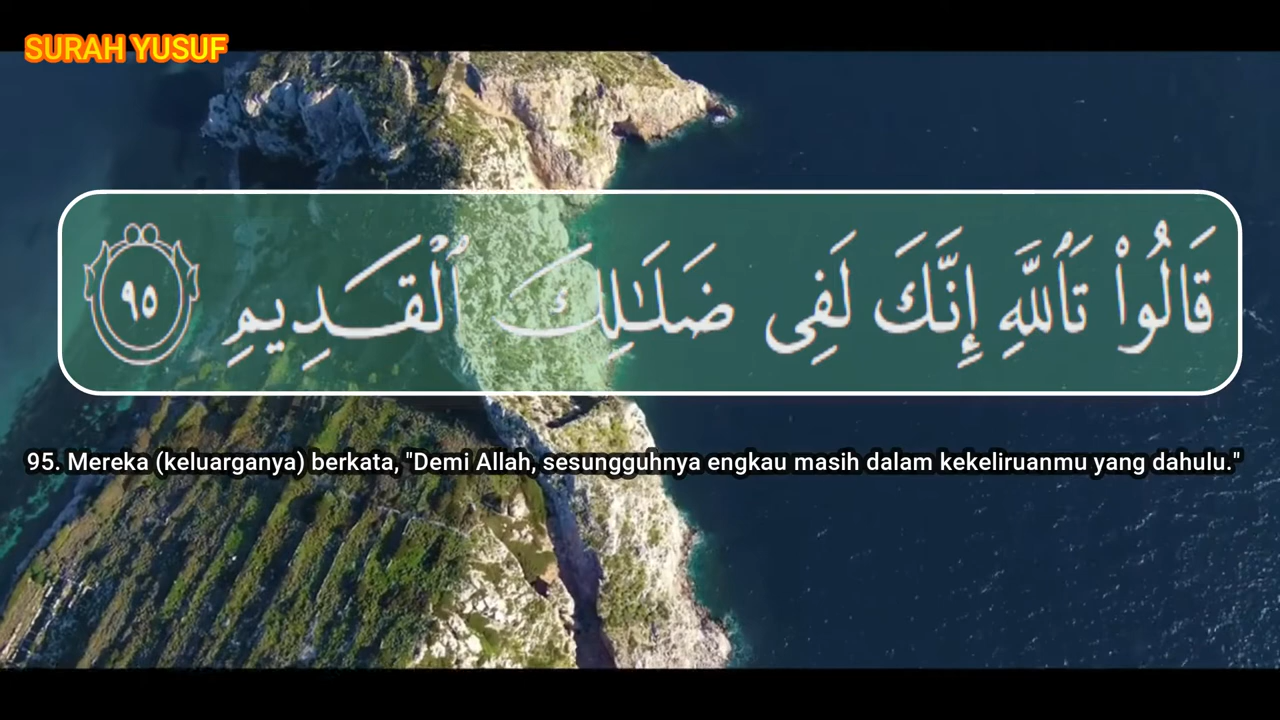 SURAH YUSUF
قَالُوا۟ تَٱللَّهِ إِنَّكَ لَفِى ضَلَـٰلِكَ ٱلْقَدِيمِ ٩٥
95. Mereka (keluarganya) berkata, "Demi Allah, sesungguhnya engkau masih dalam kekeliruanmu yang dahulu."